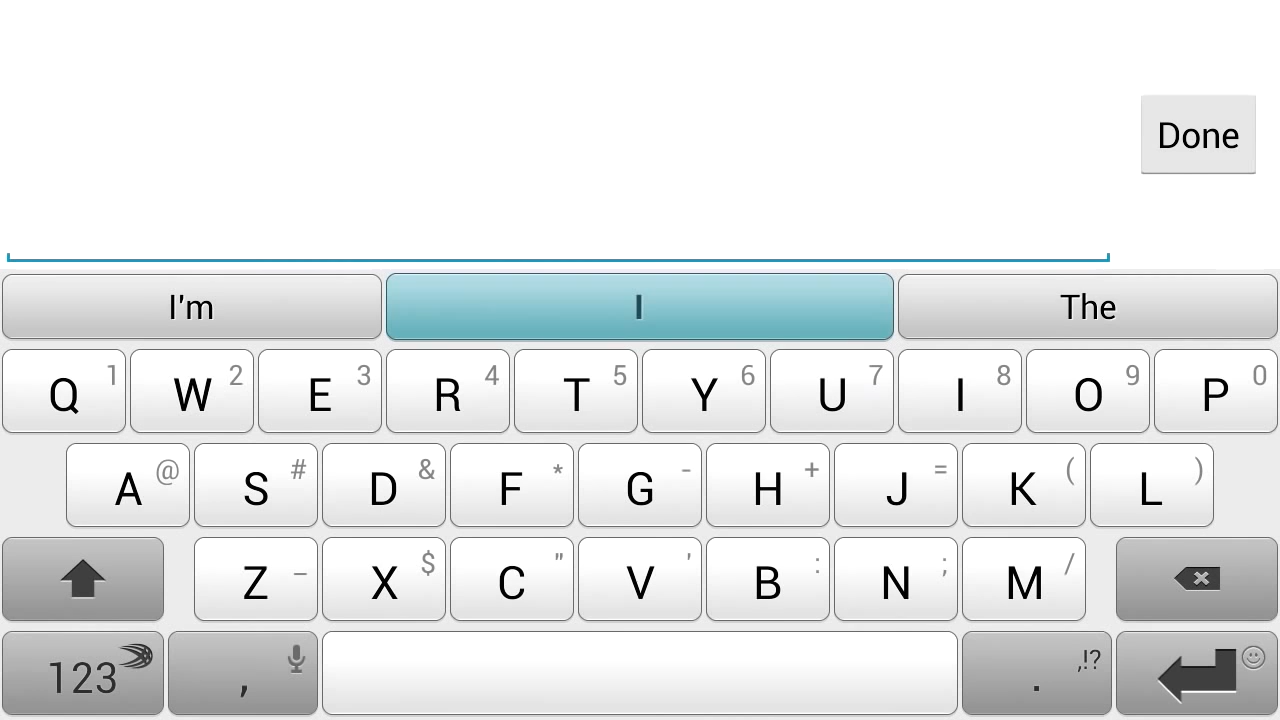 Done
I'm I The
Q 1 W 2 E 3 R 4 T 5 Y 6 U 7 I 8 O 9 P 0
A @ S # D & F * G - H + J = K ( L )
Z _ X $ C " V ' B : N ; M /
123 , . ,!?